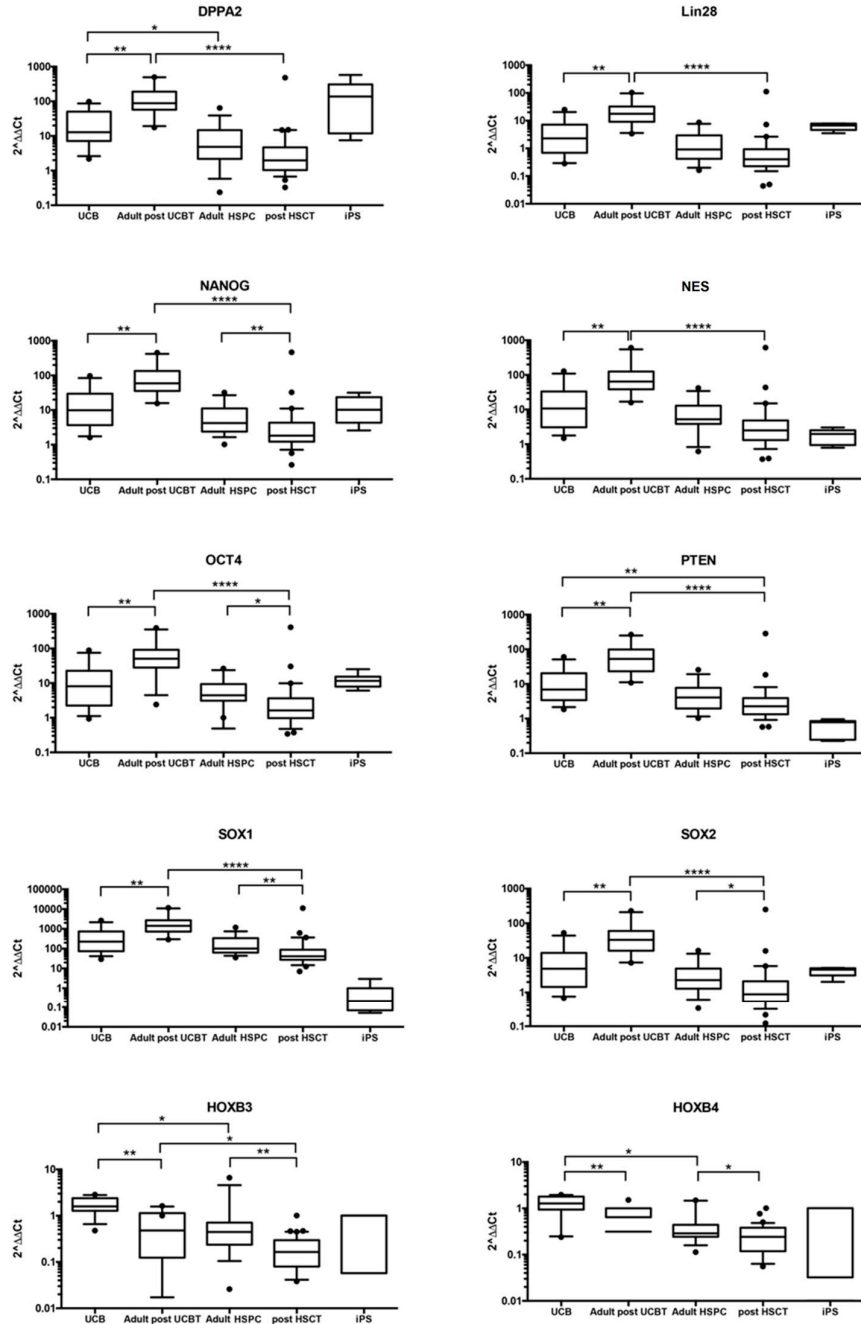 DPPA2
*
**
****
2^ΔΔCt
1000
100
10
1
0.1
UCB Adult post UCBT Adult HSPC post HSCT iPS
Lin28
**
****
2^ΔΔCt
1000
100
10
1
0.1
0.01
UCB Adult post UCBT Adult HSPC post HSCT iPS
NANOG
****
**
**
2^ΔΔCt
1000
100
10
1
0.1
UCB Adult post UCBT Adult HSPC post HSCT iPS
NES
**
****
2^ΔΔCt
1000
100
10
1
0.1
UCB Adult post UCBT Adult HSPC post HSCT iPS
OCT4
****
**
*
2^ΔΔCt
1000
100
10
1
0.1
UCB Adult post UCBT Adult HSPC post HSCT iPS
PTEN
**
****
**
2^ΔΔCt
1000
100
10
1
0.1
UCB Adult post UCBT Adult HSPC post HSCT iPS
SOX1
****
**
**
2^ΔΔCt
100000
10000
1000
100
10
1
0.1
0.01
UCB Adult post UCBT Adult HSPC post HSCT iPS
SOX2
****
**
*
2^ΔΔCt
1000
100
10
1
0.1
UCB Adult post UCBT Adult HSPC post HSCT iPS
HOXB3
*
*
**
**
2^ΔΔCt
10
1
0.1
0.01
UCB Adult post UCBT Adult HSPC post HSCT iPS
HOXB4
*
**
*
2^ΔΔCt
10
1
0.1
0.01
UCB Adult post UCBT Adult HSPC post HSCT iPS